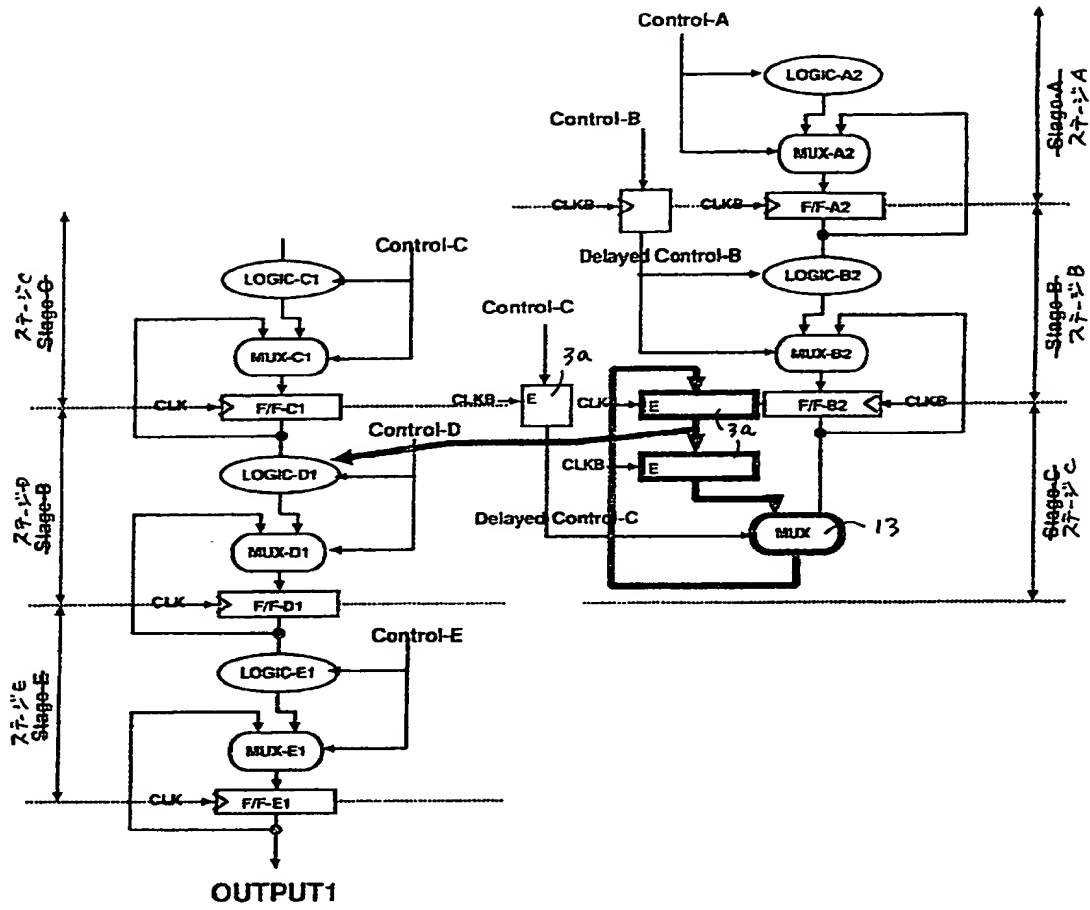 Control-A
LOGIC-A2
Control-B
MUX-A2
CLKB
CLKB
F/F-A2
Stage-A
ステージA
Control-C
Delayed Control-B
LOGIC-B2
LOGIC-C1
Control-C
MUX-C1
MUX-B2
Stage-B
ステージB
ステージC
Stage-C
3a
CLK
F/F-C1
CLKB
E
CLK
E
F/F-B2
CLKB
3a
Control-D
LOGIC-D1
CLKB
E
Delayed Control-C
MUX
13
Stage-C
ステージC
MUX-D1
ステージD
Stage-B
CLK
F/F-D1
Control-E
LOGIC-E1
MUX-E1
ステージE
Stage-E
CLK
F/F-E1
OUTPUT1